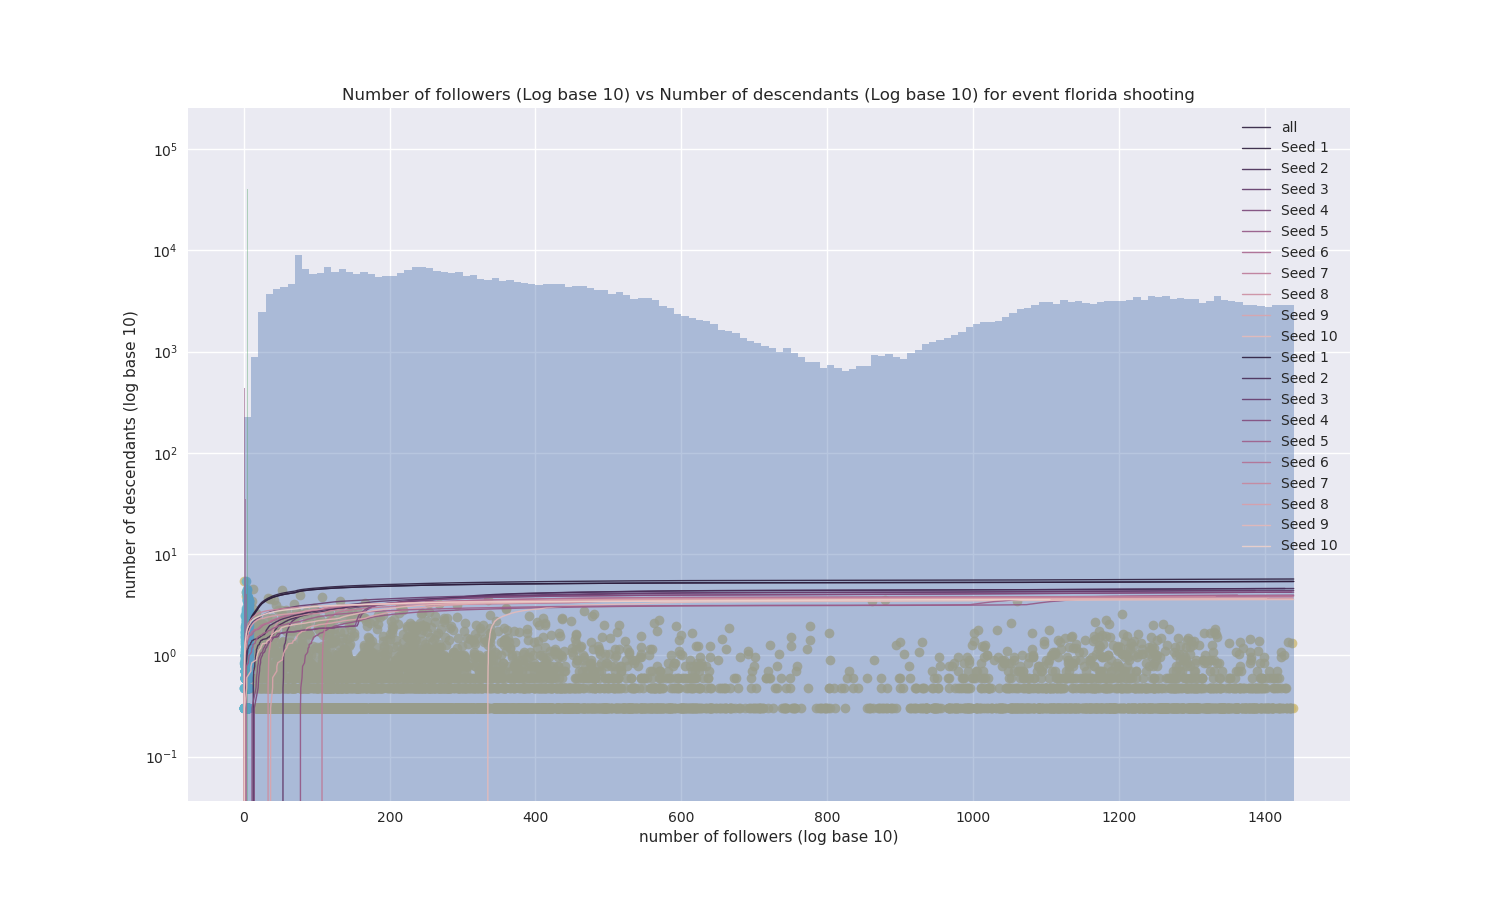 Number of followers (Log base 10) vs Number of descendants (Log base 10) for event florida shooting
number of descendants (log base 10)
10^5
10^4
10^3
10^2
10^1
10^0
10^−1
all
Seed 1
Seed 2
Seed 3
Seed 4
Seed 5
Seed 6
Seed 7
Seed 8
Seed 9
Seed 10
Seed 1
Seed 2
Seed 3
Seed 4
Seed 5
Seed 6
Seed 7
Seed 8
Seed 9
Seed 10
0 200 400 600 800 1000 1200 1400
number of followers (log base 10)